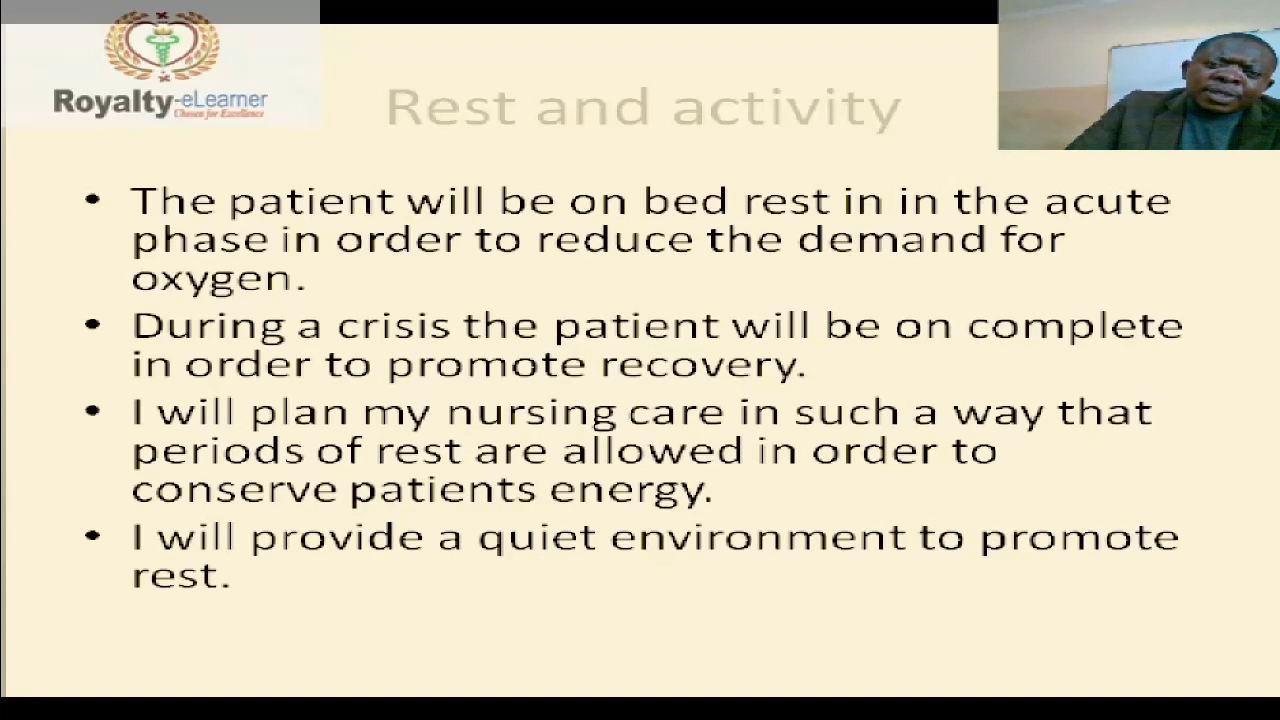 Royalty-eLearner
Chosen for Excellence
Rest and activity
• The patient will be on bed rest in in the acute
phase in order to reduce the demand for
oxygen.
• During a crisis the patient will be on complete
in order to promote recovery.
• I will plan my nursing care in such a way that
periods of rest are allowed in order to
conserve patients energy.
• I will provide a quiet environment to promote
rest.